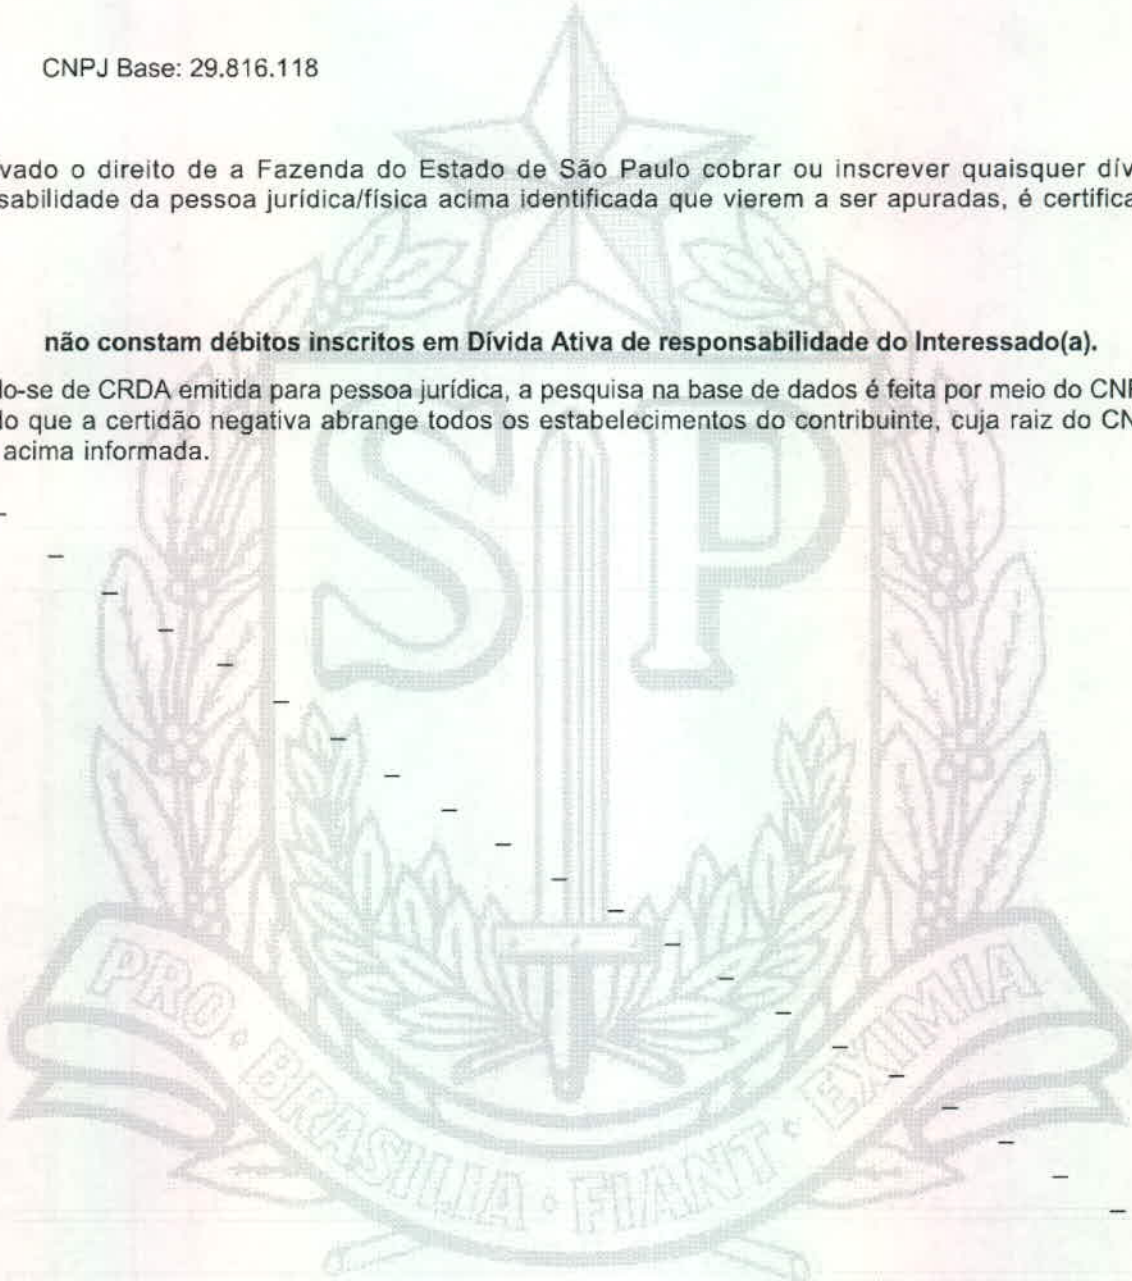 CNPJ Base: 29.816.118
vado o direito de a Fazenda do Estado de São Paulo cobrar ou inscrever quaisquer dív
sabilidade da pessoa jurídica/física acima identificada que vierem a ser apuradas, é certifica
não constam débitos inscritos em Dívida Ativa de responsabilidade do Interessado(a).
do-se de CRDA emitida para pessoa jurídica, a pesquisa na base de dados é feita por meio do CNP
do que a certidão negativa abrange todos os estabelecimentos do contribuinte, cuja raiz do CN
acima informada.
SP
PRO · BRASILIA · FIANT · EXIMIA